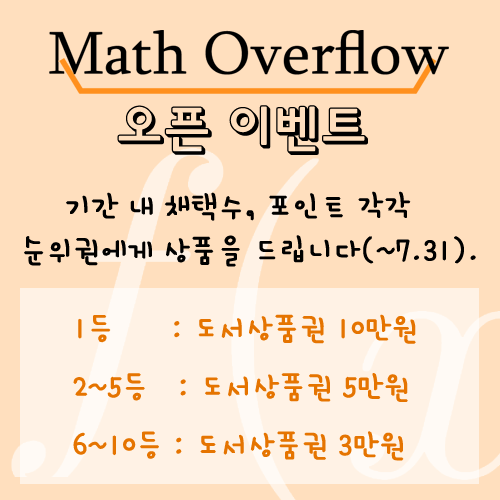 Math Overflow
오픈 이벤트
기간 내 채택수, 포인트 각각
순위권에게 상품을 드립니다(~7.31).
1등 : 도서상품권 10만원
2~5등 : 도서상품권 5만원
6~10등 : 도서상품권 3만원
f(x